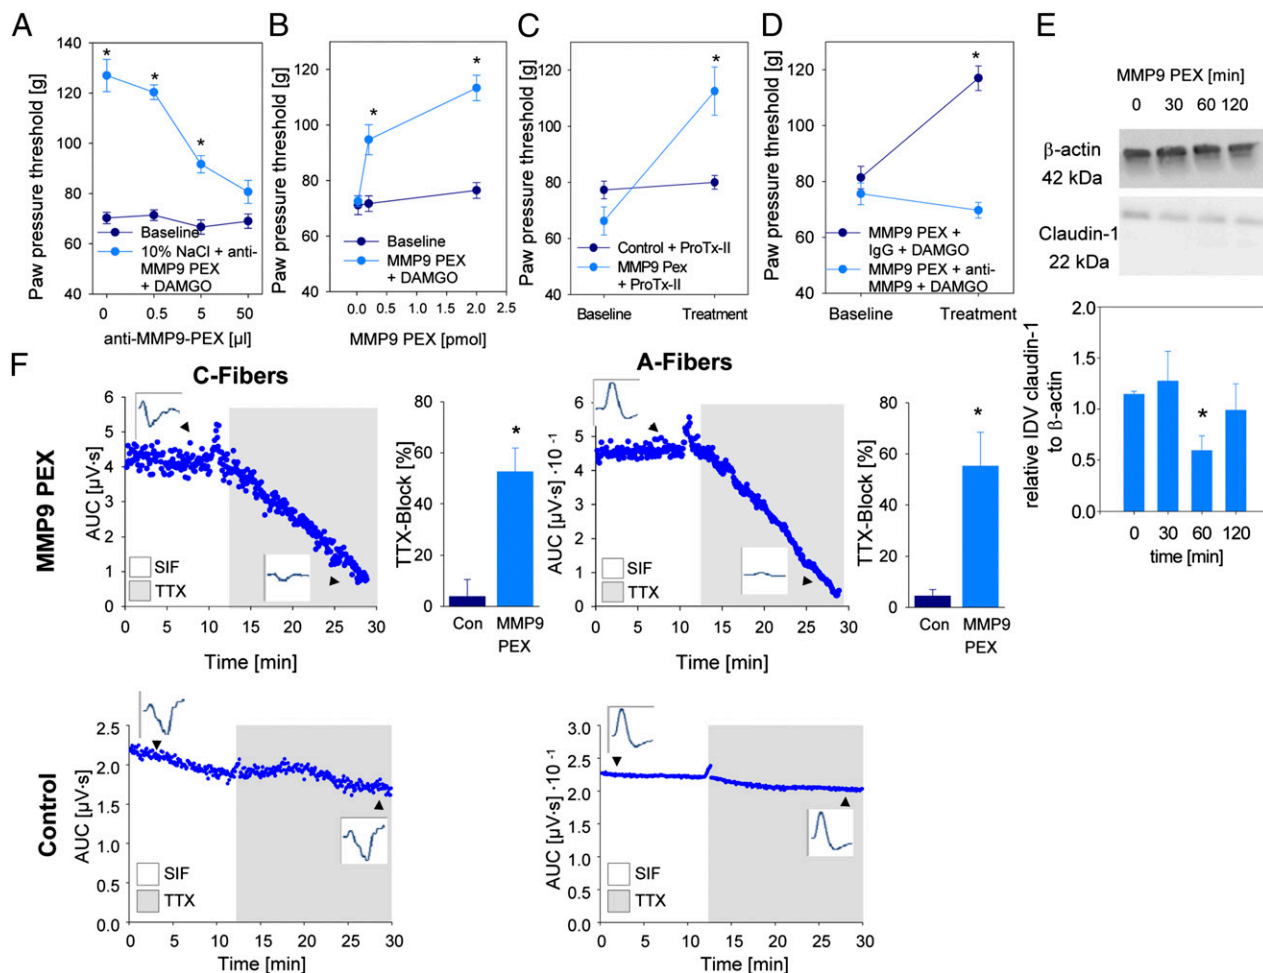 A
Paw pressure threshold [g]
140
120
100
80
60
40
*
*
*
Baseline
10% NaCl + anti-
MMP9 PEX
+ DAMGO
0
0.5
5
50
anti-MMP9-PEX [µl]
B
Paw pressure threshold [g]
140
120
100
80
60
40
*
*
Baseline
MMP9 PEX
+ DAMGO
0.0
0.5
1.0
1.5
2.0
2.5
MMP9 PEX [pmol]
C
Paw pressure threshold [g]
120
100
80
60
40
*
Control + ProTx-II
MMP9 Pex
+ ProTx-II
Baseline
Treatment
D
Paw pressure threshold [g]
120
100
80
60
40
*
MMP9 PEX +
IgG + DAMGO
MMP9 PEX + anti-
MMP9 + DAMGO
Baseline
Treatment
E
MMP9 PEX [min]
0 30 60 120
β-actin
42 kDa
Claudin-1
22 kDa
relative IDV claudin-1
to β-actin
2.0
1.5
1.0
0.5
0.0
*
0 30 60 120
time [min]
F
MMP9 PEX
C-Fibers
AUC [µV·s]
6
5
4
3
2
1
0
SIF
TTX
0 5 10 15 20 25 30
Time [min]
TTX-Block [%]
80
60
40
20
0
*
Con
MMP9
PEX
A-Fibers
AUC [µV·s] ·10 -1
6
5
4
3
2
1
0
SIF
TTX
0 5 10 15 20 25 30
Time [min]
TTX-Block [%]
80
60
40
20
0
*
Con
MMP9
PEX
Control
AUC [µV·s]
2.5
2.0
1.5
1.0
0.5
0.0
SIF
TTX
0 5 10 15 20 25 30
Time [min]
AUC [µV·s] ·10 -1
3.0
2.5
2.0
1.5
1.0
0.5
0.0
SIF
TTX
0 5 10 15 20 25 30
Time [min]